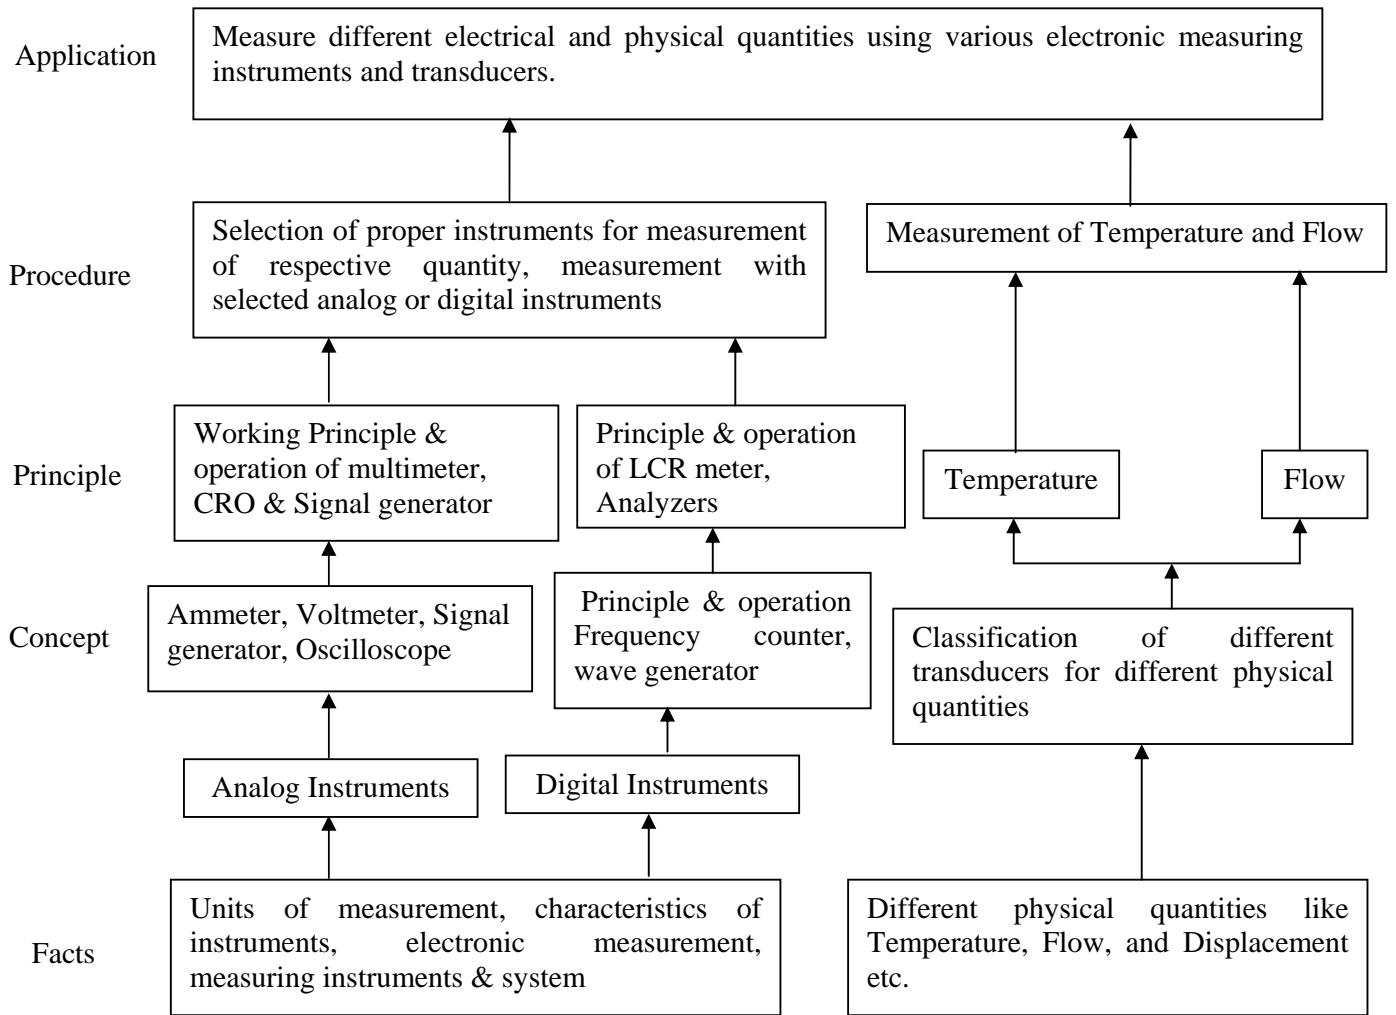 Application
Measure different electrical and physical quantities using various electronic measuring
instruments and transducers.
Procedure
Selection of proper instruments for measurement
of respective quantity, measurement with
selected analog or digital instruments
Measurement of Temperature and Flow
Principle
Working Principle &
operation of multimeter,
CRO & Signal generator
Principle & operation
of LCR meter,
Analyzers
Temperature
Flow
Concept
Ammeter, Voltmeter, Signal
generator, Oscilloscope
Principle & operation
Frequency counter,
wave generator
Classification of different
transducers for different physical
quantities
Analog Instruments
Digital Instruments
Facts
Units of measurement, characteristics of
instruments, electronic measurement,
measuring instruments & system
Different physical quantities like
Temperature, Flow, and Displacement
etc.